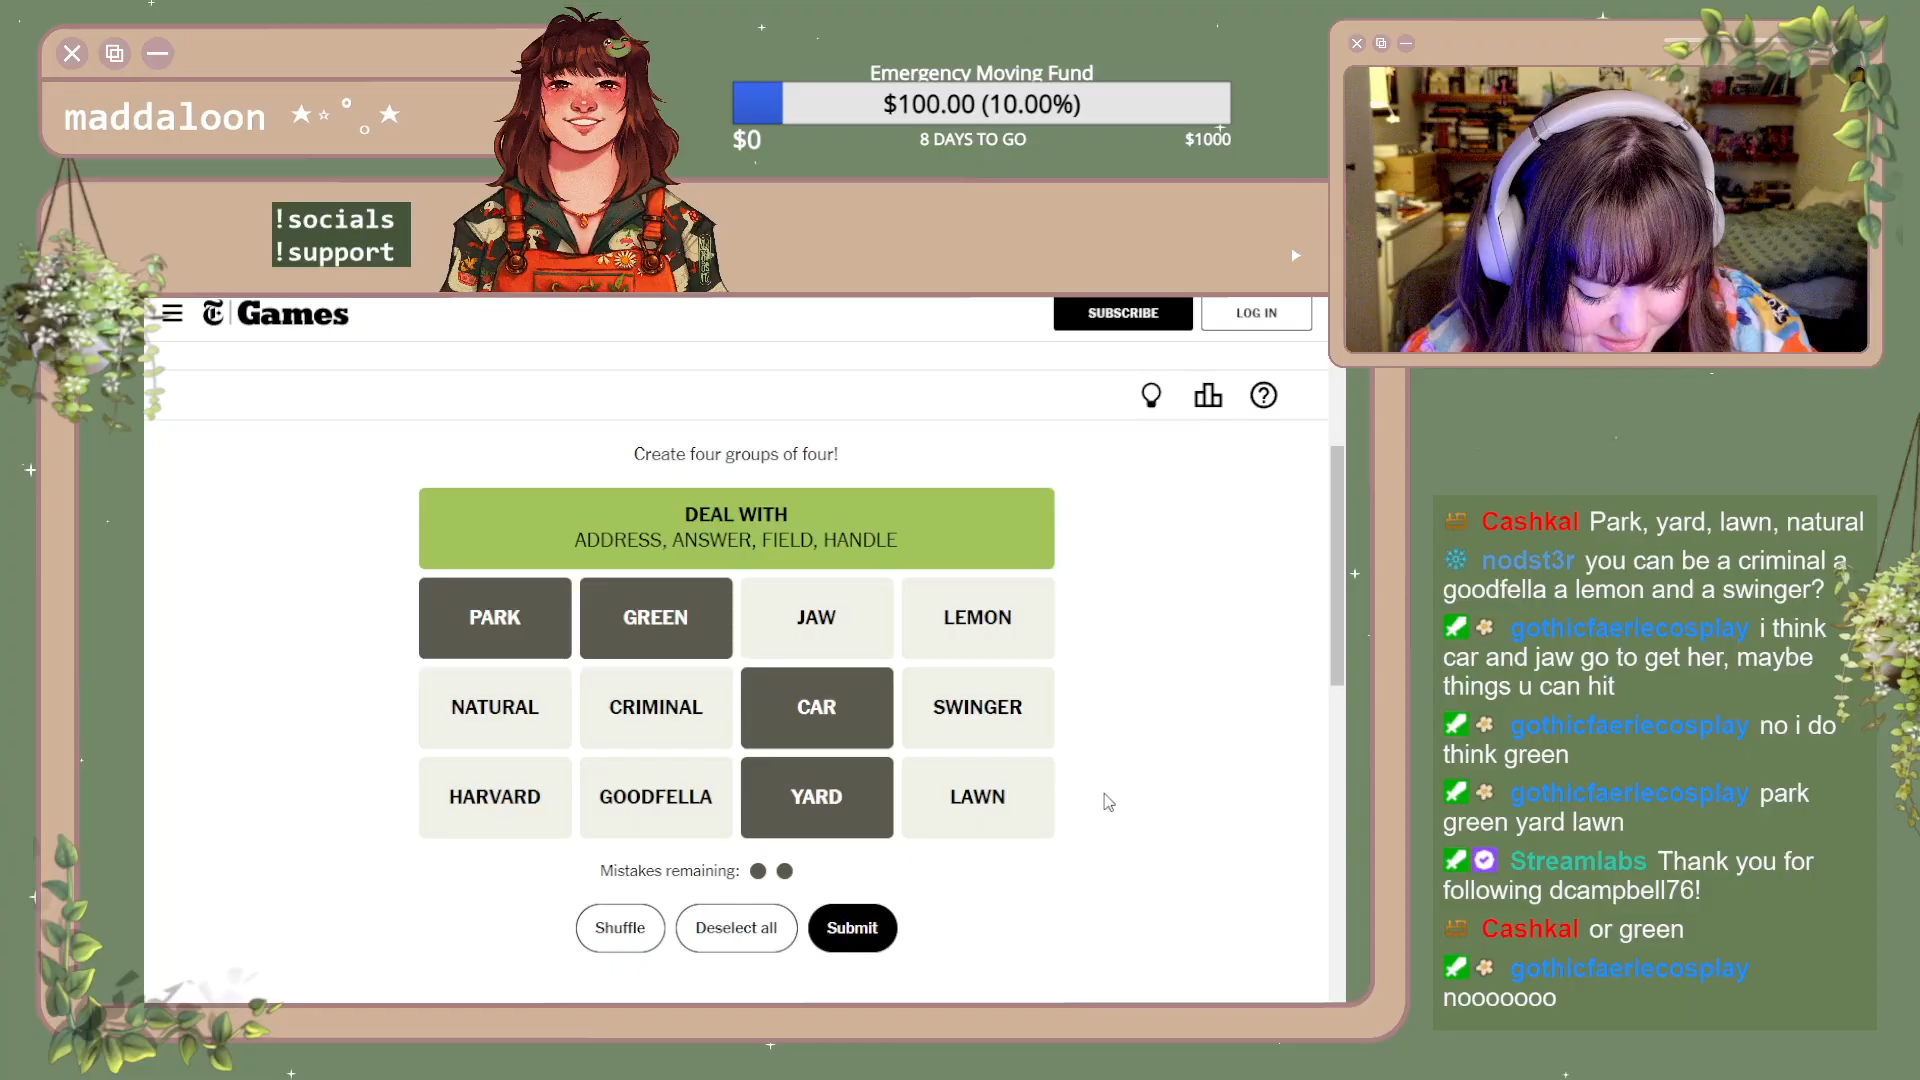 maddaloon
Emergency Moving Fund
$100.00 (10.00%)
$0
8 DAYS TO GO
$1000
!socials
!support
Games
SUBSCRIBE
LOG IN
Create four groups of four!
DEAL WITH
ADDRESS, ANSWER, FIELD, HANDLE
PARK
GREEN
JAW
LEMON
NATURAL
CRIMINAL
CAR
SWINGER
HARVARD
GOODFELLA
YARD
LAWN
Mistakes remaining:
Shuffle
Deselect all
Submit
Cashkal Park, yard, lawn, natural
nodst3r you can be a criminal a
goodfella a lemon and a swinger?
gothicfaeriecosplay i think
car and jaw go to get her, maybe
things u can hit
gothicfaeriecosplay no i do
think green
gothicfaeriecosplay park
green yard lawn
Streamlabs Thank you for
following dcampbell76!
Cashkal or green
gothicfaeriecosplay
nooooooo